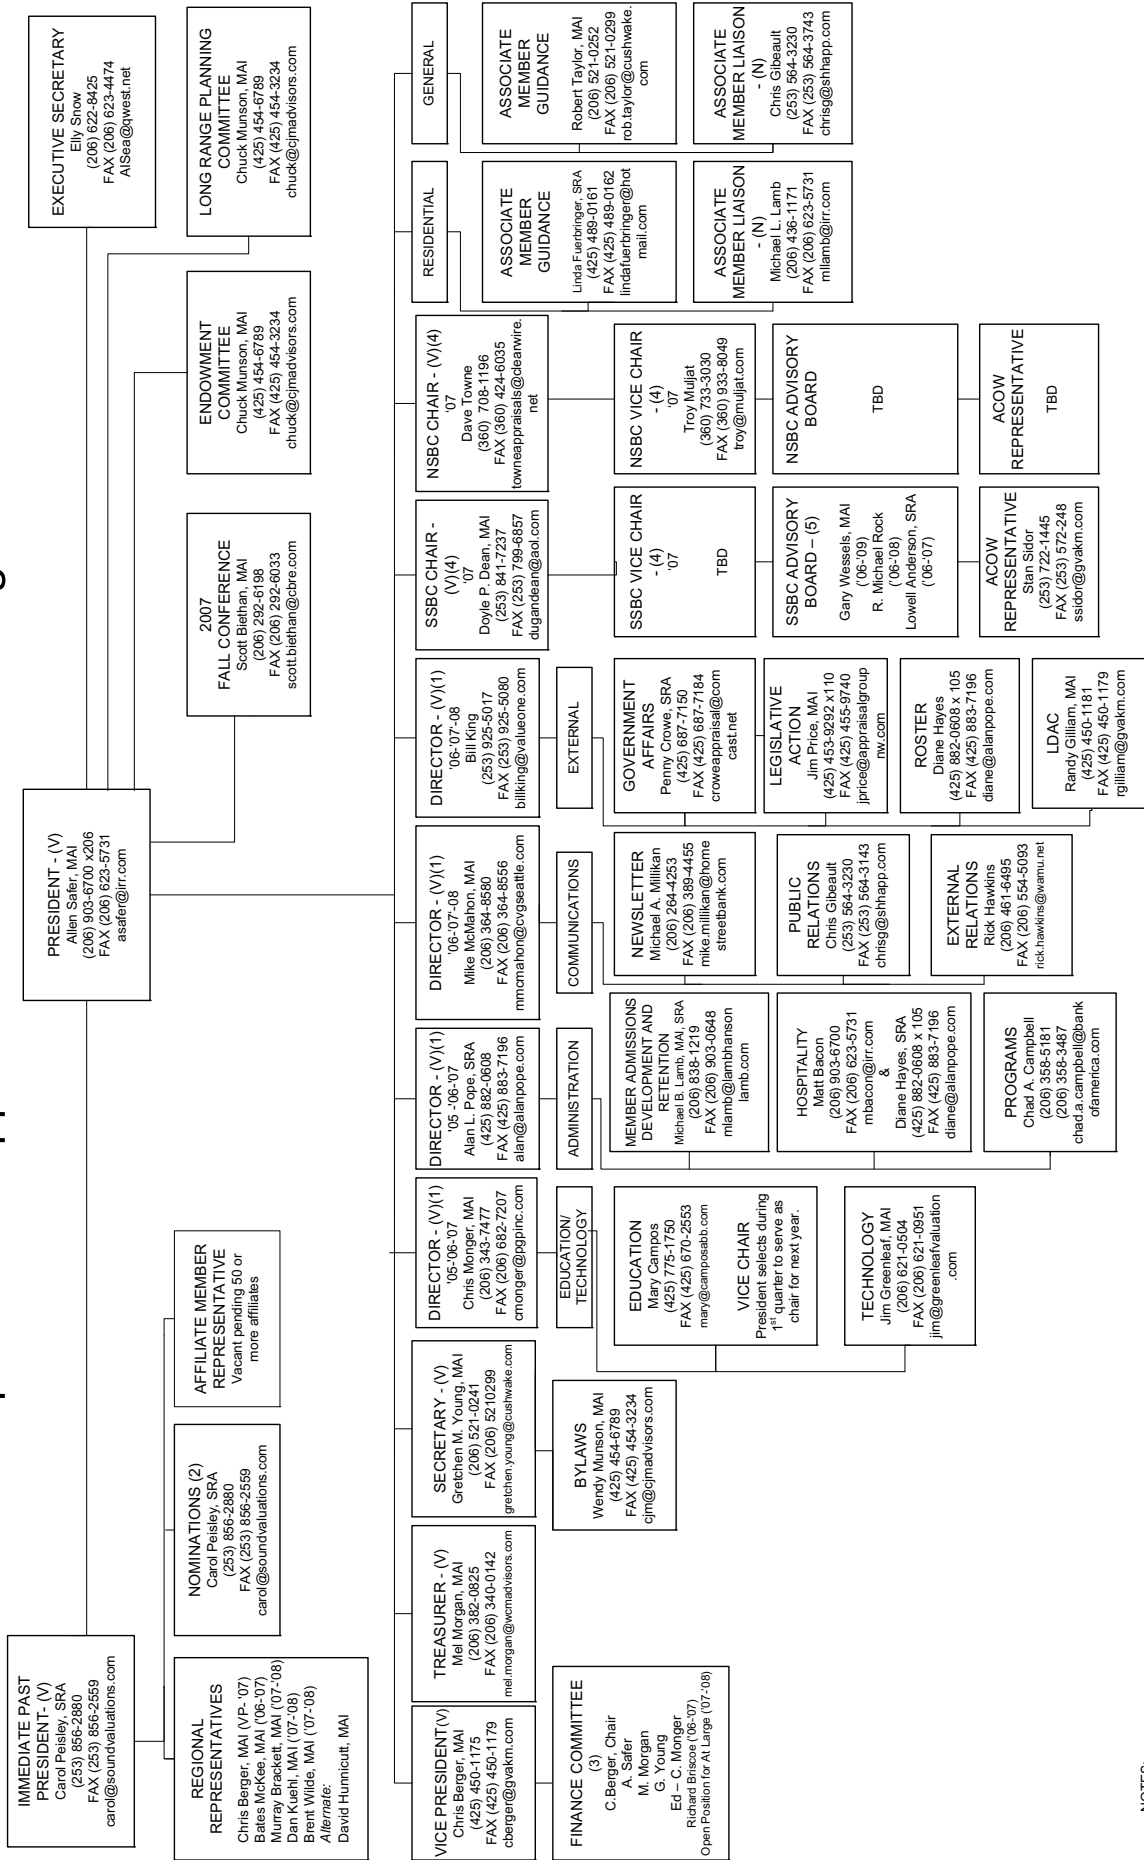 IMMEDIATE PAST
PRESIDENT- (V)
Carol Peisley, SRA
(253) 856-2880
FAX (253) 856-2559
carol@soundvaluations.com
PRESIDENT - (V)
Allen Safer, MAI
(206) 903-6700 x206
FAX (206) 623-5731
asafer@irr.com
EXECUTIVE SECRETARY
Elly Snow
(206) 622-8425
FAX (206) 623-4474
AISea@qwest.net
REGIONAL
REPRESENTATIVES
Chris Berger, MAI (VP- '07)
Bates McKee, MAI ('06-'07)
Murray Brackett, MAI ('07-'08)
Dan Kuehl, MAI ('07-'08)
Brent Wilde, MAI ('07-'08)
Alternate:
David Hunnicutt, MAI
NOMINATIONS (2)
Carol Peisley, SRA
(253) 856-2880
FAX (253) 856-2559
carol@soundvaluations.com
AFFILIATE MEMBER
REPRESENTATIVE
Vacant pending 50 or
more affiliates
2007
FALL CONFERENCE
Scott Biethan, MAI
(206) 292-6198
FAX (206) 292-6033
scott.biethan@cbre.com
ENDOWMENT
COMMITTEE
Chuck Munson, MAI
(425) 454-6789
FAX (425) 454-3234
chuck@cjmadvisors.com
LONG RANGE PLANNING
COMMITTEE
Chuck Munson, MAI
(425) 454-6789
FAX (425) 454-3234
chuck@cjmadvisors.com
VICE PRESIDENT(V)
Chris Berger, MAI
(425) 450-1175
FAX (425) 450-1179
cberger@gvakm.com
TREASURER - (V)
Mel Morgan, MAI
(206) 382-0825
FAX (206) 340-0142
mel.morgan@wcmadvisors.com
SECRETARY - (V)
Gretchen M. Young, MAI
(206) 521-0241
FAX (206) 5210299
gretchen.young@cushwake.com
DIRECTOR - (V)(1)
'05-'06-'07
Chris Monger, MAI
(206) 343-7477
FAX (206) 682-7207
cmonger@pgpinc.com
DIRECTOR - (V)(1)
'05 -'06-'07
Alan L. Pope, SRA
(425) 882-0608
FAX (425) 883-7196
alan@alanpope.com
DIRECTOR - (V)(1)
'06-'07-08
Mike McMahon, MAI
(206) 364-8580
FAX (206) 364-8556
mmcmahon@cvgseattle.com
DIRECTOR - (V)(1)
'06-'07-08
Bill King
(253) 925-5017
FAX (253) 925-5080
billking@valueone.com
SSBC CHAIR -
(V)(4)
'07
Doyle P. Dean, MAI
(253) 841-7237
FAX (253) 799-6857
dugandean@aol.com
NSBC CHAIR - (V)(4)
'07
Dave Towne
(360) 708-1196
FAX (360) 424-6035
towneappraisals@clearwire.
net
RESIDENTIAL
GENERAL
FINANCE COMMITTEE
(3)
C.Berger, Chair
A. Safer
M. Morgan
G. Young
Ed – C. Monger
Richard Briscoe ('06-'07)
Open Position for At Large ('07-'08)
BYLAWS
Wendy Munson, MAI
(425) 454-6789
FAX (425) 454-3234
cjm@cjmadvisors.com
EDUCATION/
TECHNOLOGY
ADMINISTRATION
COMMUNICATIONS
EXTERNAL
EDUCATION
Mary Campos
(425) 775-1750
FAX (425) 670-2553
mary@camposabb.com
VICE CHAIR
President selects during
1st quarter to serve as
chair for next year.
TECHNOLOGY
Jim Greenleaf, MAI
(206) 621-0504
FAX (206) 621-0951
jim@greenleafvaluation
.com
MEMBER ADMISSIONS
DEVELOPMENT AND
RETENTION
Michael B. Lamb, MAI, SRA
(206) 838-1219
FAX (206) 903-0648
mlamb@lambhanson
lamb.com
HOSPITALITY
Matt Bacon
(206) 903-6700
FAX (206) 623-5731
mbacon@irr.com
&
Diane Hayes, SRA
(425) 882-0608 x 105
FAX (425) 883-7196
diane@alanpope.com
PROGRAMS
Chad A. Campbell
(206) 358-5181
(206) 358-3487
chad.a.campbell@bank
ofamerica.com
NEWSLETTER
Michael A. Millikan
(206) 264-4253
FAX (206) 389-4455
mike.millikan@home
streetbank.com
PUBLIC
RELATIONS
Chris Gibeault
(253) 564-3230
FAX (253) 564-3143
chrisg@shhapp.com
EXTERNAL
RELATIONS
Rick Hawkins
(206) 461-6495
FAX (206) 554-5093
rick.hawkins@wamu.net
GOVERNMENT
AFFAIRS
Penny Crowe, SRA
(425) 687-7150
FAX (425) 687-7184
croweappraisal@com
cast.net
LEGISLATIVE
ACTION
Jim Price, MAI
(425) 453-9292 x110
FAX (425) 455-9740
jprice@appraisalgroup
nw.com
ROSTER
Diane Hayes
(425) 882-0608 x 105
FAX (425) 883-7196
diane@alanpope.com
LDAC
Randy Gilliam, MAI
(425) 450-1181
FAX (425) 450-1179
rgilliam@gvakm.com
SSBC VICE CHAIR
- (4)
'07
TBD
SSBC ADVISORY
BOARD – (5)
Gary Wessels, MAI
('06-'09)
R. Michael Rock
('06-'08)
Lowell Anderson, SRA
('06-'07)
ACOW
REPRESENTATIVE
Stan Sidor
(253) 722-1445
FAX (253) 572-248
ssidor@gvakm.com
NSBC VICE CHAIR
- (4)
'07
Troy Muljat
(360) 733-3030
FAX (360) 933-8049
troy@muljat.com
NSBC ADVISORY
BOARD
TBD
ACOW
REPRESENTATIVE
TBD
ASSOCIATE
MEMBER
GUIDANCE
Linda Fuerbringer, SRA
(425) 489-0161
FAX (425) 489-0162
lindafuerbringer@hot
mail.com
ASSOCIATE
MEMBER LIAISON
- (N)
Michael L. Lamb
(206) 436-1171
FAX (206) 623-5731
mllamb@irr.com
ASSOCIATE
MEMBER
GUIDANCE
Robert Taylor, MAI
(206) 521-0252
FAX (206) 521-0299
rob.taylor@cushwake.
com
ASSOCIATE
MEMBER LIAISON
- (N)
Chris Gibeault
(253) 564-3230
FAX (253) 564-3743
chrisg@shhapp.com